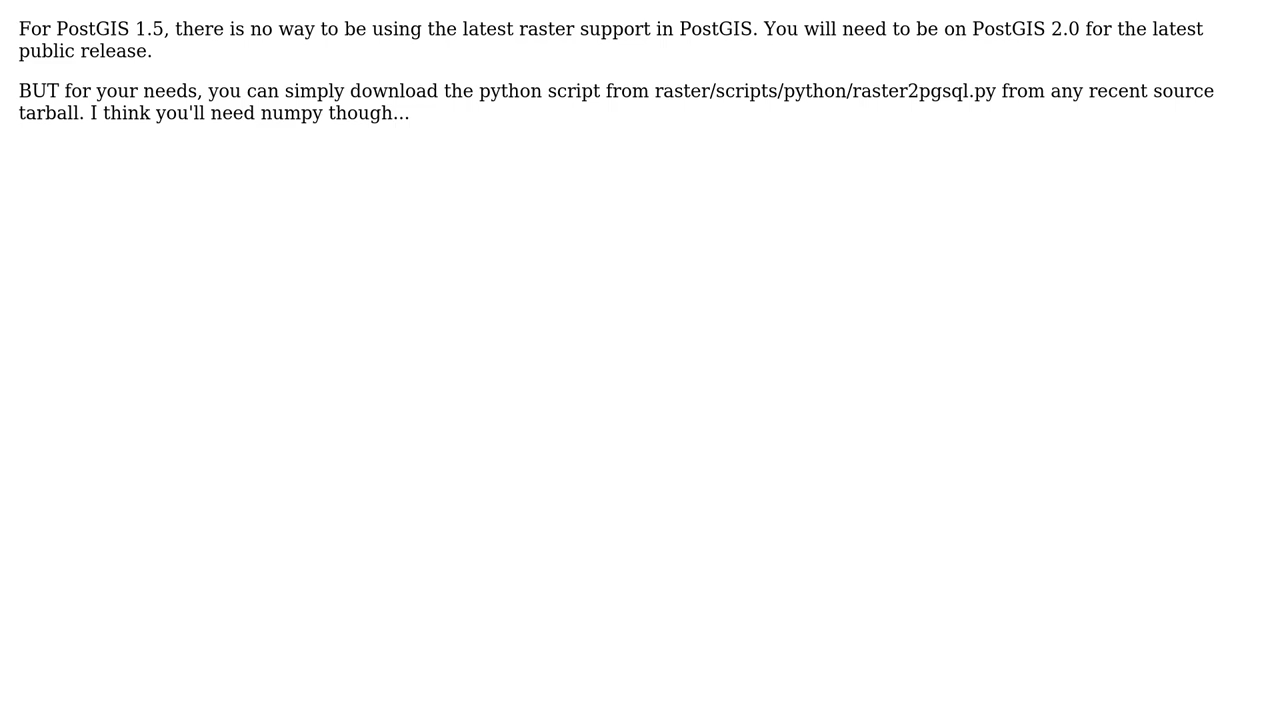 For PostGIS 1.5, there is no way to be using the latest raster support in PostGIS. You will need to be on PostGIS 2.0 for the latest
public release.
BUT for your needs, you can simply download the python script from raster/scripts/python/raster2pgsql.py from any recent source
tarball. I think you'll need numpy though...